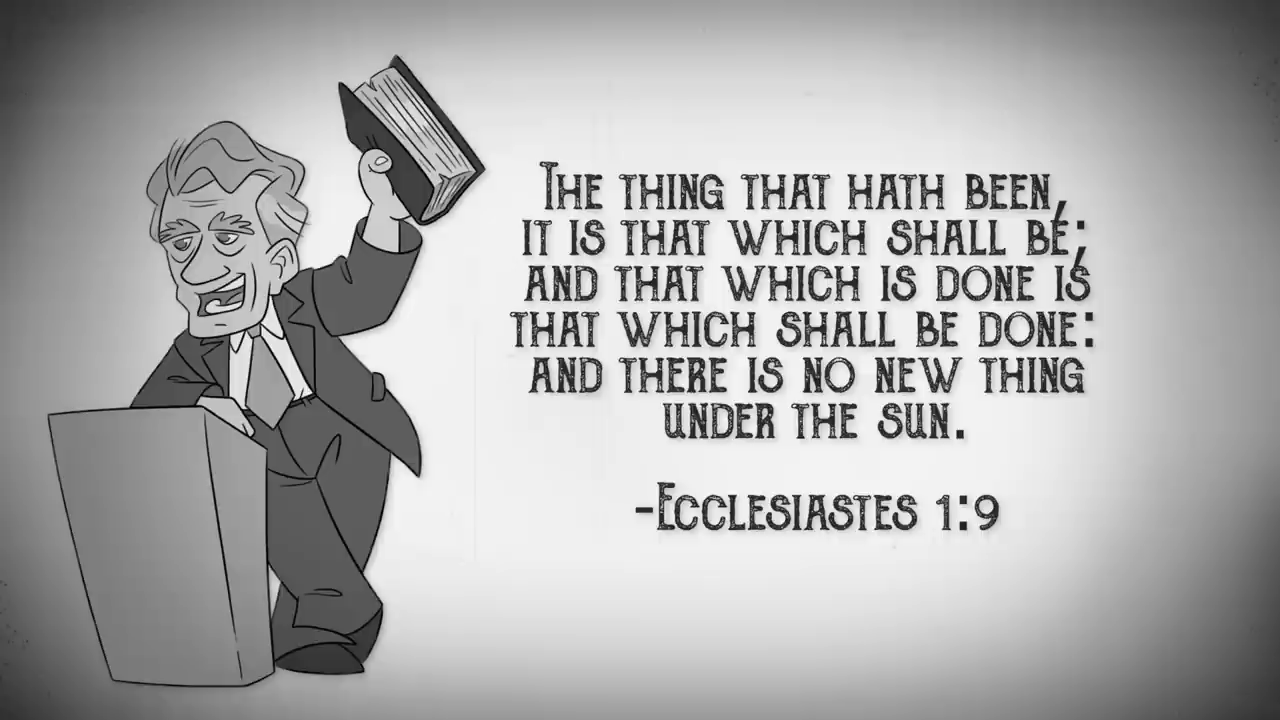 The thing that hath been,
it is that which shall be;
and that which is done is
that which shall be done:
and there is no new thing
under the sun.
-Ecclesiastes 1:9